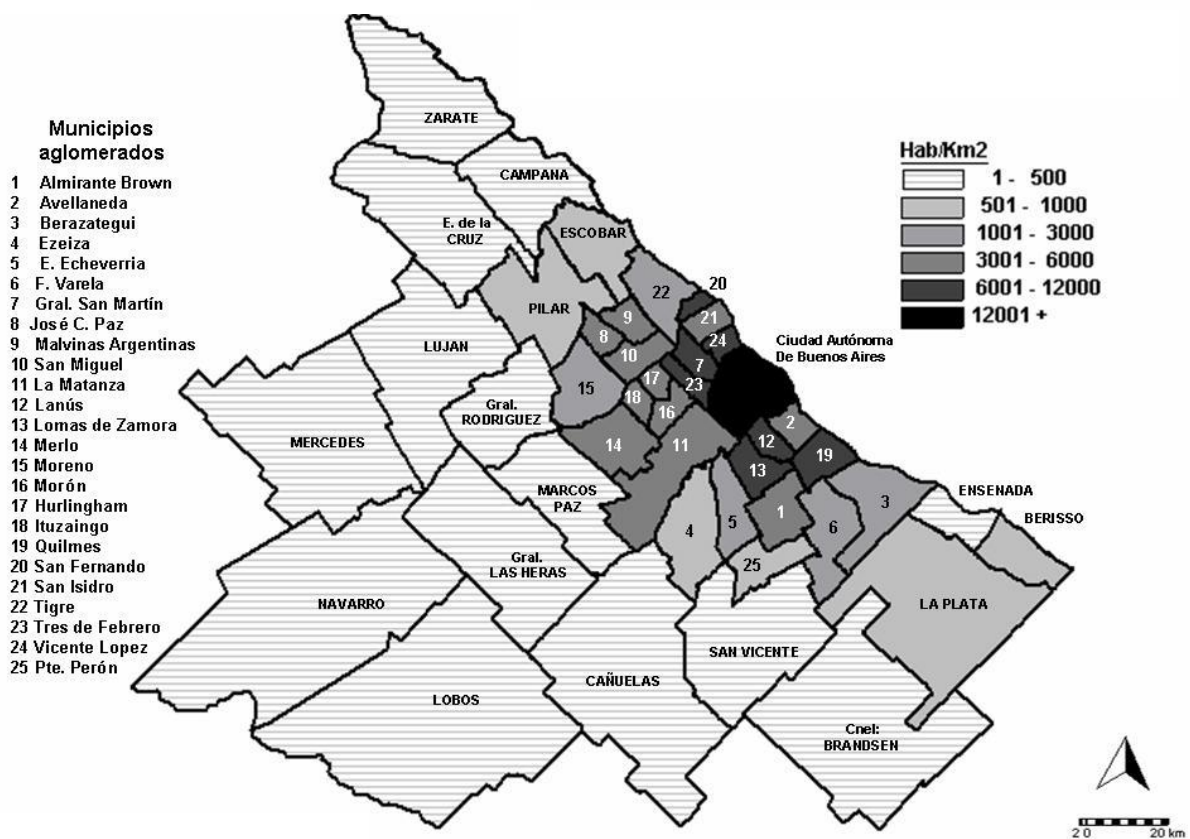 Municipios
aglomerados
1 Almirante Brown
2 Avellaneda
3 Berazategui
4 Ezeiza
5 E. Echeverria
6 F. Varela
7 Gral. San Martín
8 José C. Paz
9 Malvinas Argentinas
10 San Miguel
11 La Matanza
12 Lanús
13 Lomas de Zamora
14 Merlo
15 Moreno
16 Morón
17 Hurlingham
18 Ituzaingo
19 Quilmes
20 San Fernando
21 San Isidro
22 Tigre
23 Tres de Febrero
24 Vicente Lopez
25 Pte. Perón
ZARATE
CAMPANA
E. de la
CRUZ
ESCOBAR
PILAR
LUJAN
Gral.
RODRIGUEZ
MERCEDES
MARCOS
PAZ
Gral.
LAS HERAS
NAVARRO
LOBOS
CAÑUELAS
SAN VICENTE
Cnel:
BRANDSEN
LA PLATA
ENSENADA
BERISSO
Ciudad Autónoma
De Buenos Aires
20
22
21
24
9
8
10
7
17
23
15
18
16
14
11
2
12
13
19
1
3
4
5
6
25
Hab/Km2
1 - 500
501 - 1000
1001 - 3000
3001 - 6000
6001 - 12000
12001 +
2 0 20 km